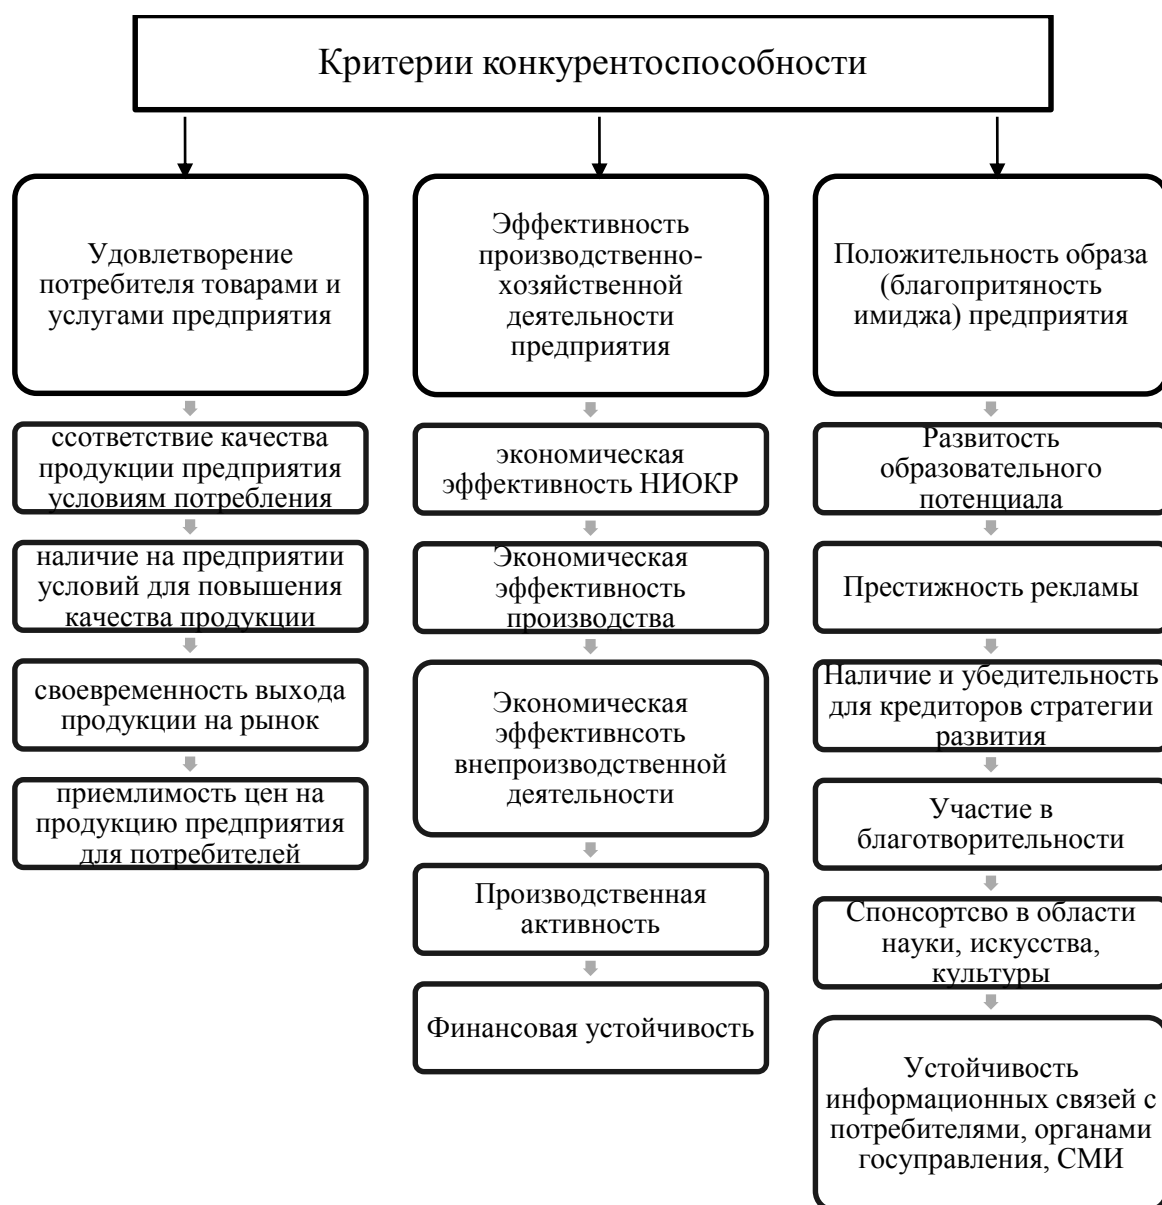 Критерии конкурентоспособности
Удовлетворение
потребителя товарами и
услугами предприятия
ссответствие качества
продукции предприятия
условиям потребления
наличие на предприятии
условий для повышения
качества продукции
своевременность выхода
продукции на рынок
приемлимость цен на
продукцию предприятия
для потребителей
Эффективность
производственно-
хозяйственной
деятельности
предприятия
экономическая
эффективность НИОКР
Экономическая
эффективность
производства
Экономическая
эффективнсоть
внепроизводственной
деятельности
Производственная
активность
Финансовая устойчивость
Положительность образа
(благопритяность
имиджа) предприятия
Развитость
образовательного
потенциала
Престижность рекламы
Наличие и убедительность
для кредиторов стратегии
развития
Участие в
благотворительности
Спонсортсво в области
науки, искусства,
культуры
Устойчивость
информационных связей с
потребителями, органами
госуправления, СМИ